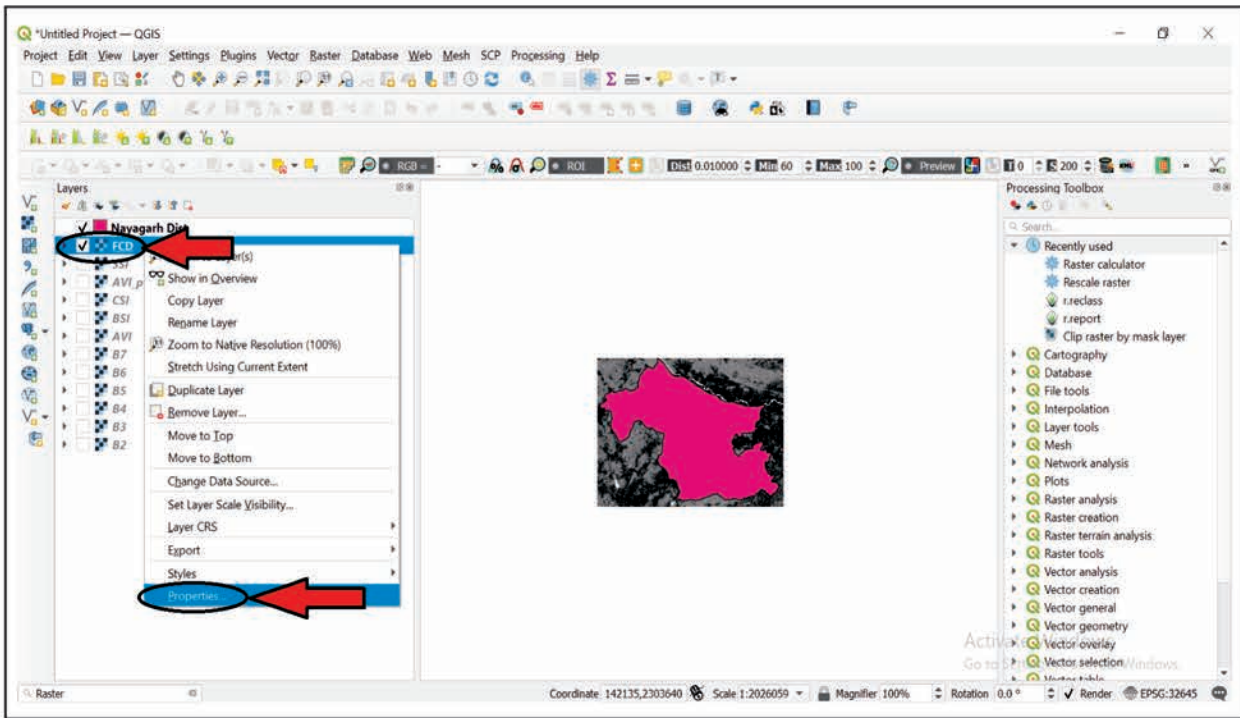 *Untitled Project — QGIS
Project Edit View Layer Settings Plugins Vector Raster Database Web Mesh SCP Processing Help
RGB = - ROI Dist 0.010000 Min 60 Max 100 Preview T 0 S 200
Layers
Processing Toolbox
Nayagarh Dist
Search...
FCD
Recently used
Layer(s)
SSI
Raster calculator
AVI_p
Show in Overview
Rescale raster
CSI
Copy Layer
r.reclass
BSI
Rename Layer
r.report
AVI
Zoom to Native Resolution (100%)
Clip raster by mask layer
B7
Stretch Using Current Extent
Cartography
B6
Database
B5
Duplicate Layer
File tools
B4
Remove Layer...
Interpolation
B3
Move to Top
Layer tools
B2
Move to Bottom
Mesh
Change Data Source...
Network analysis
Plots
Set Layer Scale Visibility...
Raster analysis
Layer CRS
Raster creation
Export
Raster terrain analysis
Raster tools
Styles
Vector analysis
Properties...
Vector creation
Vector general
Vector geometry
Activate Windows
Vector overlay
Go to Windows.
Vector selection
Vector table
Raster
Coordinate 142135,2303640 Scale 1:2026059 Magnifier 100% Rotation 0.0 ° Render EPSG:32645